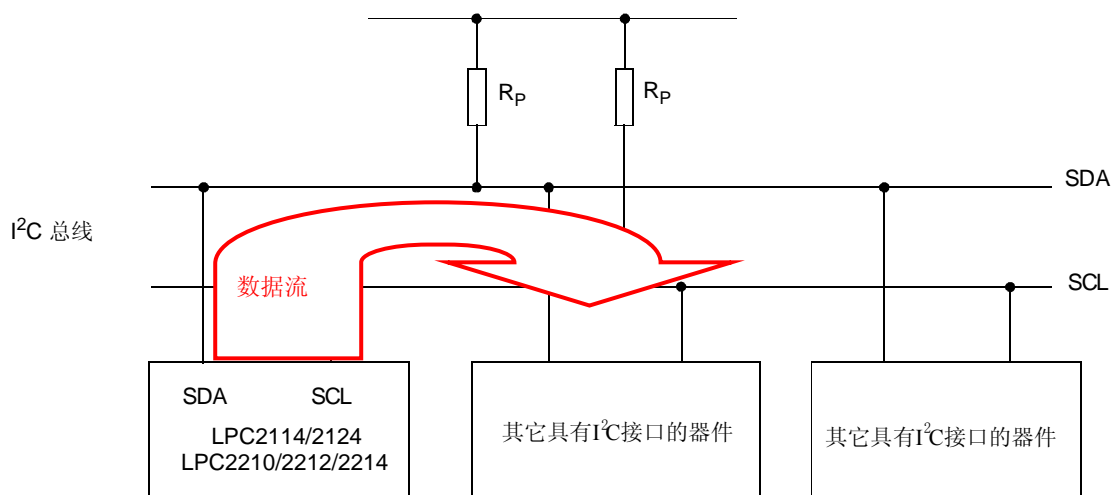 R_P
R_P
SDA
I²C 总线
数据流
SCL
SDA SCL
LPC2114/2124
LPC2210/2212/2214
其它具有I²C接口的器件
其它具有I²C接口的器件